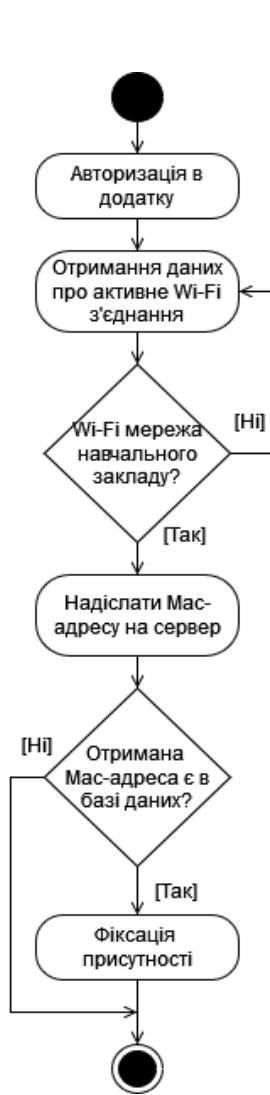 Авторизація в
додатку
Отримання даних
про активне Wi-Fi
з'єднання
Wi-Fi мережа
навчального
закладу?
[Ні]
[Так]
Надіслати Mac-
адресу на сервер
[Ні]
Отримана
Mac-адреса є в
базі даних?
[Так]
Фіксація
присутності